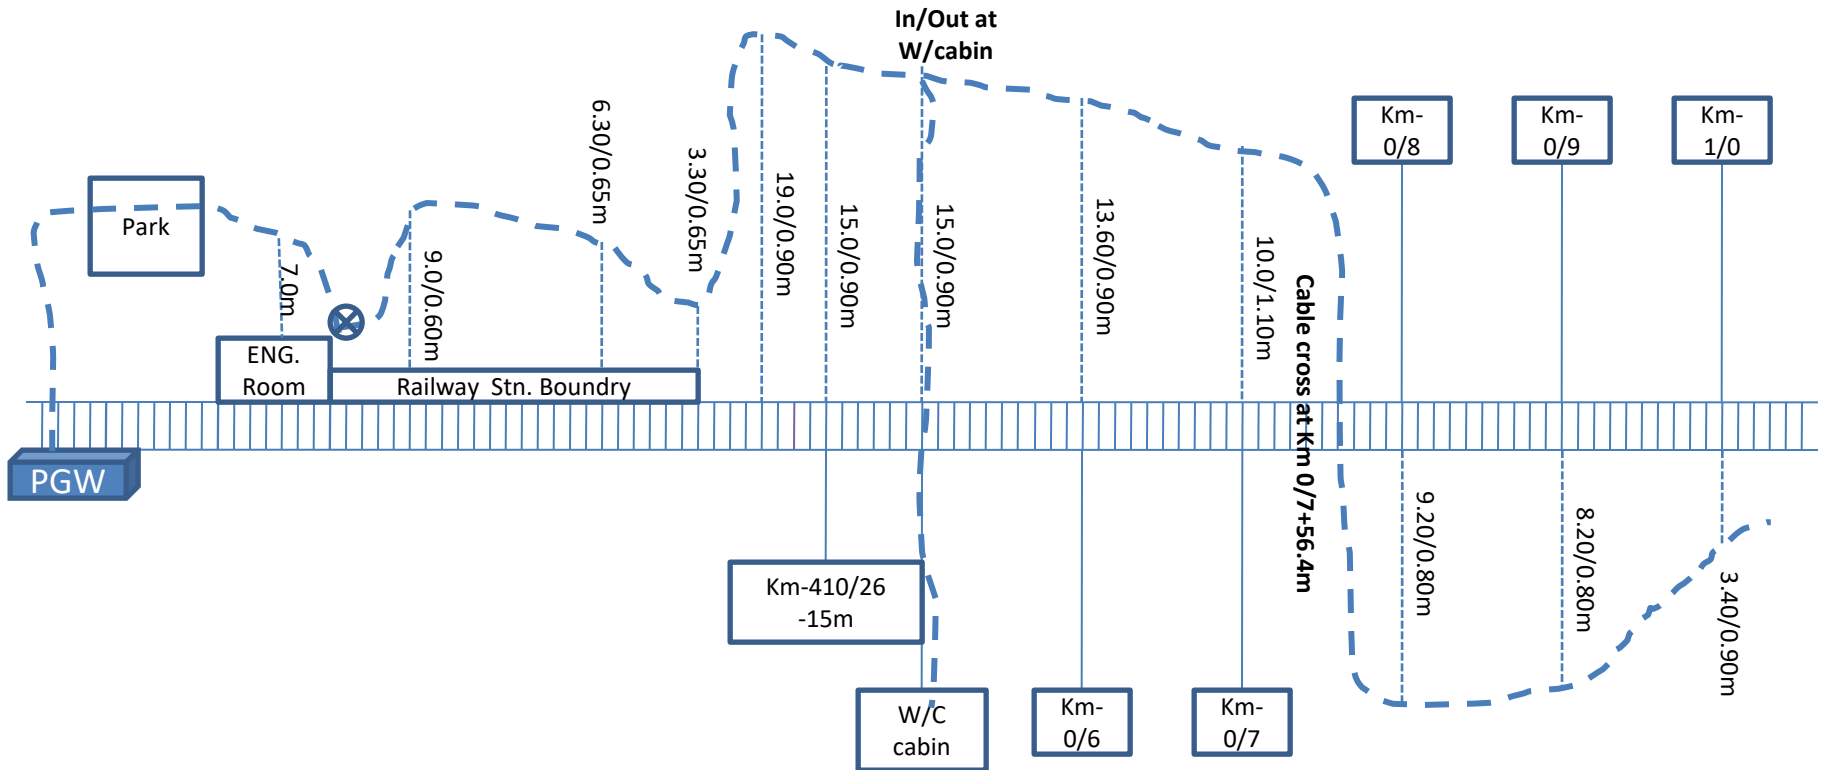 In/Out at
W/cabin
Km-
0/8
Km-
0/9
Km-
1/0
6.30/0.65m
3.30/0.65m
Park
7.0m
9.0/0.60m
19.0/0.90m
15.0/0.90m
15.0/0.90m
13.60/0.90m
10.0/1.10m
Cable cross at Km 0/7+56.4m
ENG.
Room
Railway Stn. Boundry
PGW
9.20/0.80m
8.20/0.80m
3.40/0.90m
Km-410/26
-15m
W/C
cabin
Km-
0/6
Km-
0/7